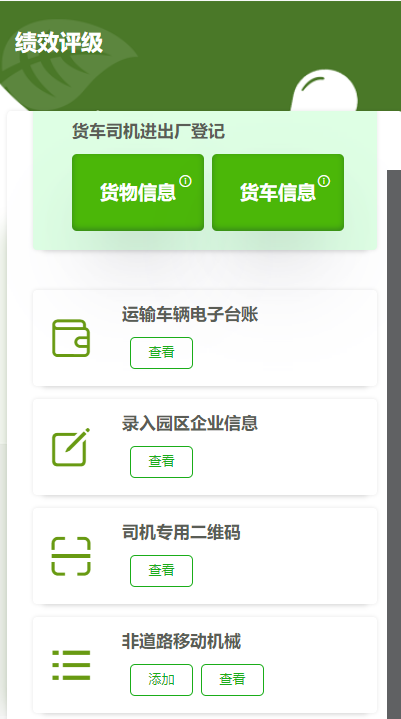 绩效评级
货车司机进出厂登记
货物信息 货车信息
运输车辆电子台账
查看
录入园区企业信息
查看
司机专用二维码
查看
非道路移动机械
添加 查看